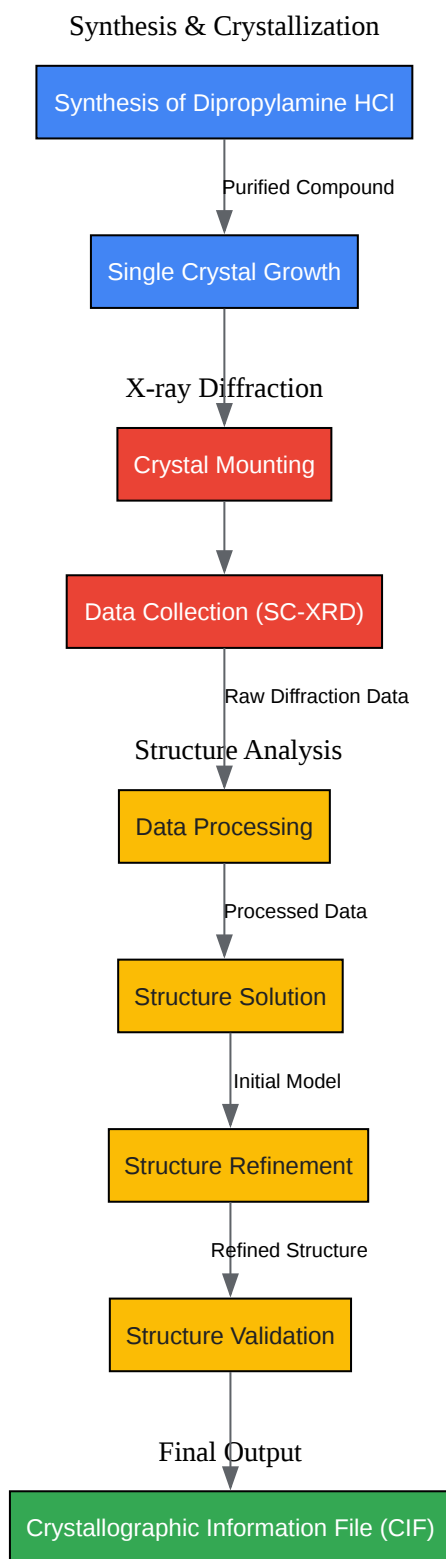 Synthesis & Crystallization
Synthesis of Dipropylamine HCl
Purified Compound
Single Crystal Growth
X-ray Diffraction
Crystal Mounting
Data Collection (SC-XRD)
Raw Diffraction Data
Structure Analysis
Data Processing
Processed Data
Structure Solution
Initial Model
Structure Refinement
Refined Structure
Structure Validation
Final Output
Crystallographic Information File (CIF)